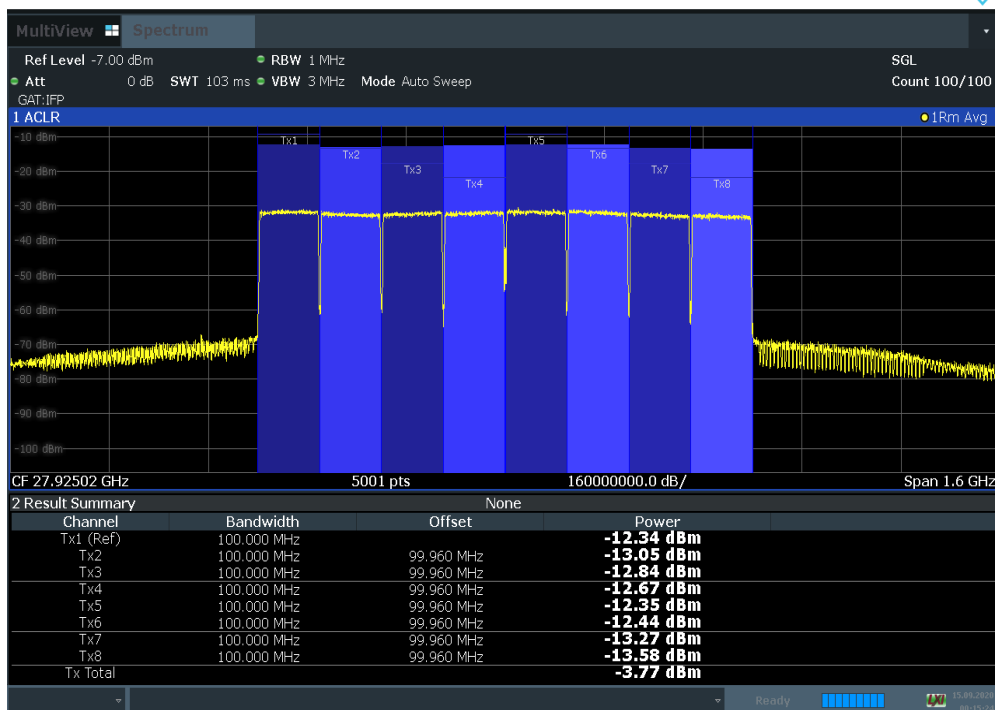 MultiView Spectrum
Ref Level -7.00 dBm RBW 1 MHz SGL
Att 0 dB SWT 103 ms VBW 3 MHz Mode Auto Sweep Count 100/100
GAT:IFP
1 ACLR 1Rm Avg
-10 dBm
Tx1 Tx5
Tx2 Tx6
-20 dBm Tx3 Tx7
Tx4 Tx8
-30 dBm
-40 dBm
-50 dBm
-60 dBm
-70 dBm
-80 dBm
-90 dBm
-100 dBm
CF 27.92502 GHz 5001 pts 160000000.0 dB/ Span 1.6 GHz
2 Result Summary None
Channel Bandwidth Offset Power
Tx1 (Ref) 100.000 MHz -12.34 dBm
Tx2 100.000 MHz 99.960 MHz -13.05 dBm
Tx3 100.000 MHz 99.960 MHz -12.84 dBm
Tx4 100.000 MHz 99.960 MHz -12.67 dBm
Tx5 100.000 MHz 99.960 MHz -12.35 dBm
Tx6 100.000 MHz 99.960 MHz -12.44 dBm
Tx7 100.000 MHz 99.960 MHz -13.27 dBm
Tx8 100.000 MHz 99.960 MHz -13.58 dBm
Tx Total -3.77 dBm
Ready 15.09.2020